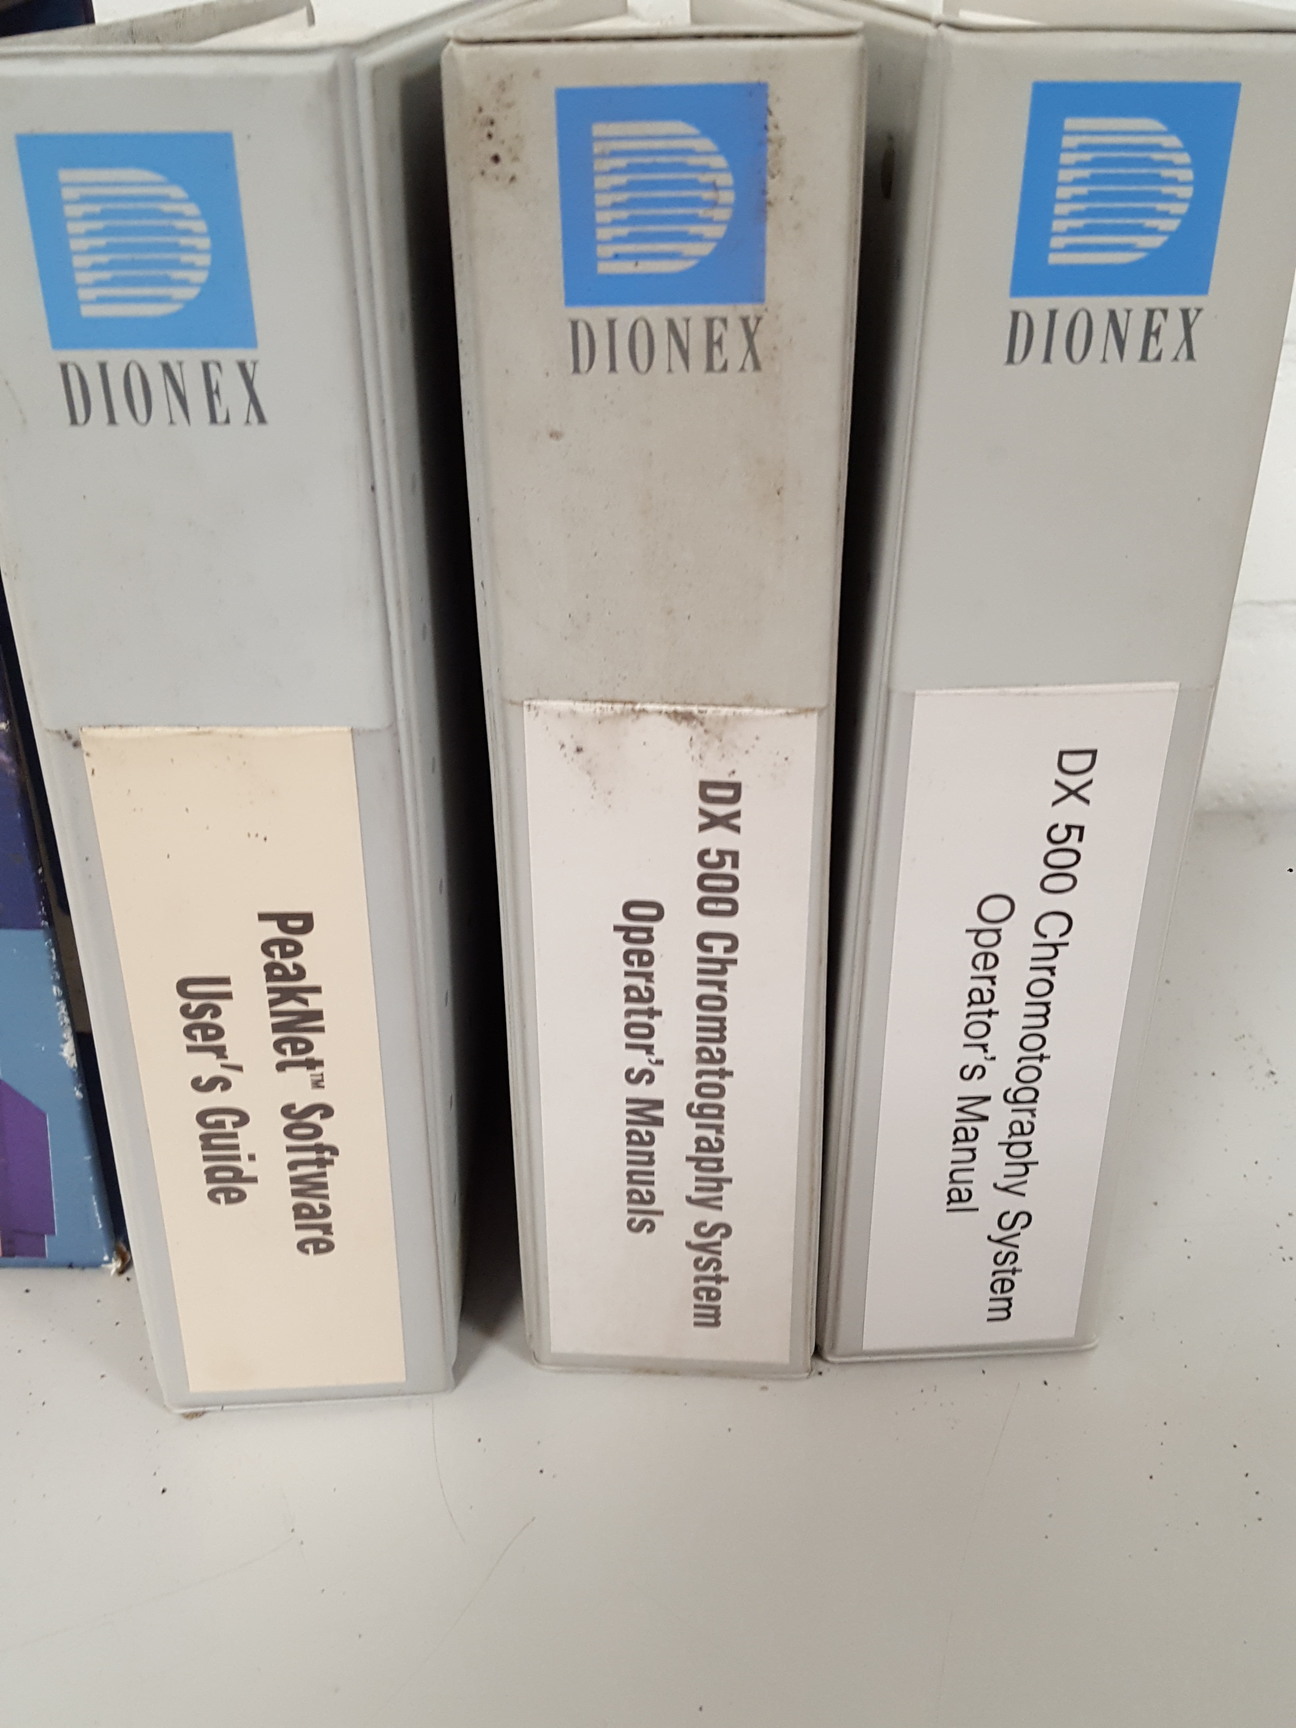 DIONEX
PeakNet™ Software
User's Guide
DIONEX
DX 500 Chromatography System
Operator's Manuals
DIONEX
DX 500 Chromotography System
Operator's Manual